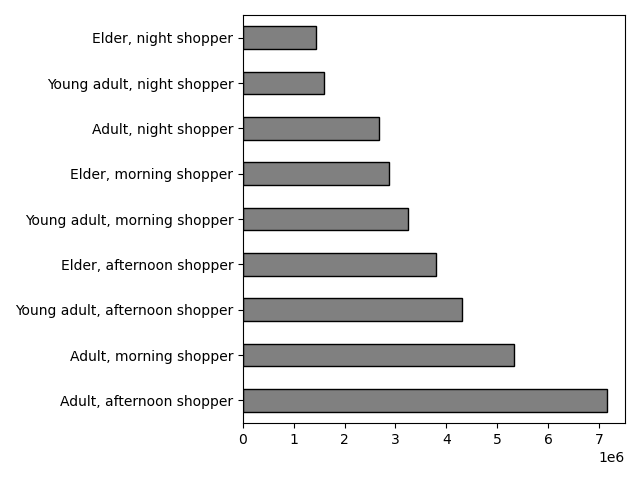 Elder, night shopper
Young adult, night shopper
Adult, night shopper
Elder, morning shopper
Young adult, morning shopper
Elder, afternoon shopper
Young adult, afternoon shopper
Adult, morning shopper
Adult, afternoon shopper
0 1 2 3 4 5 6 7
1e6